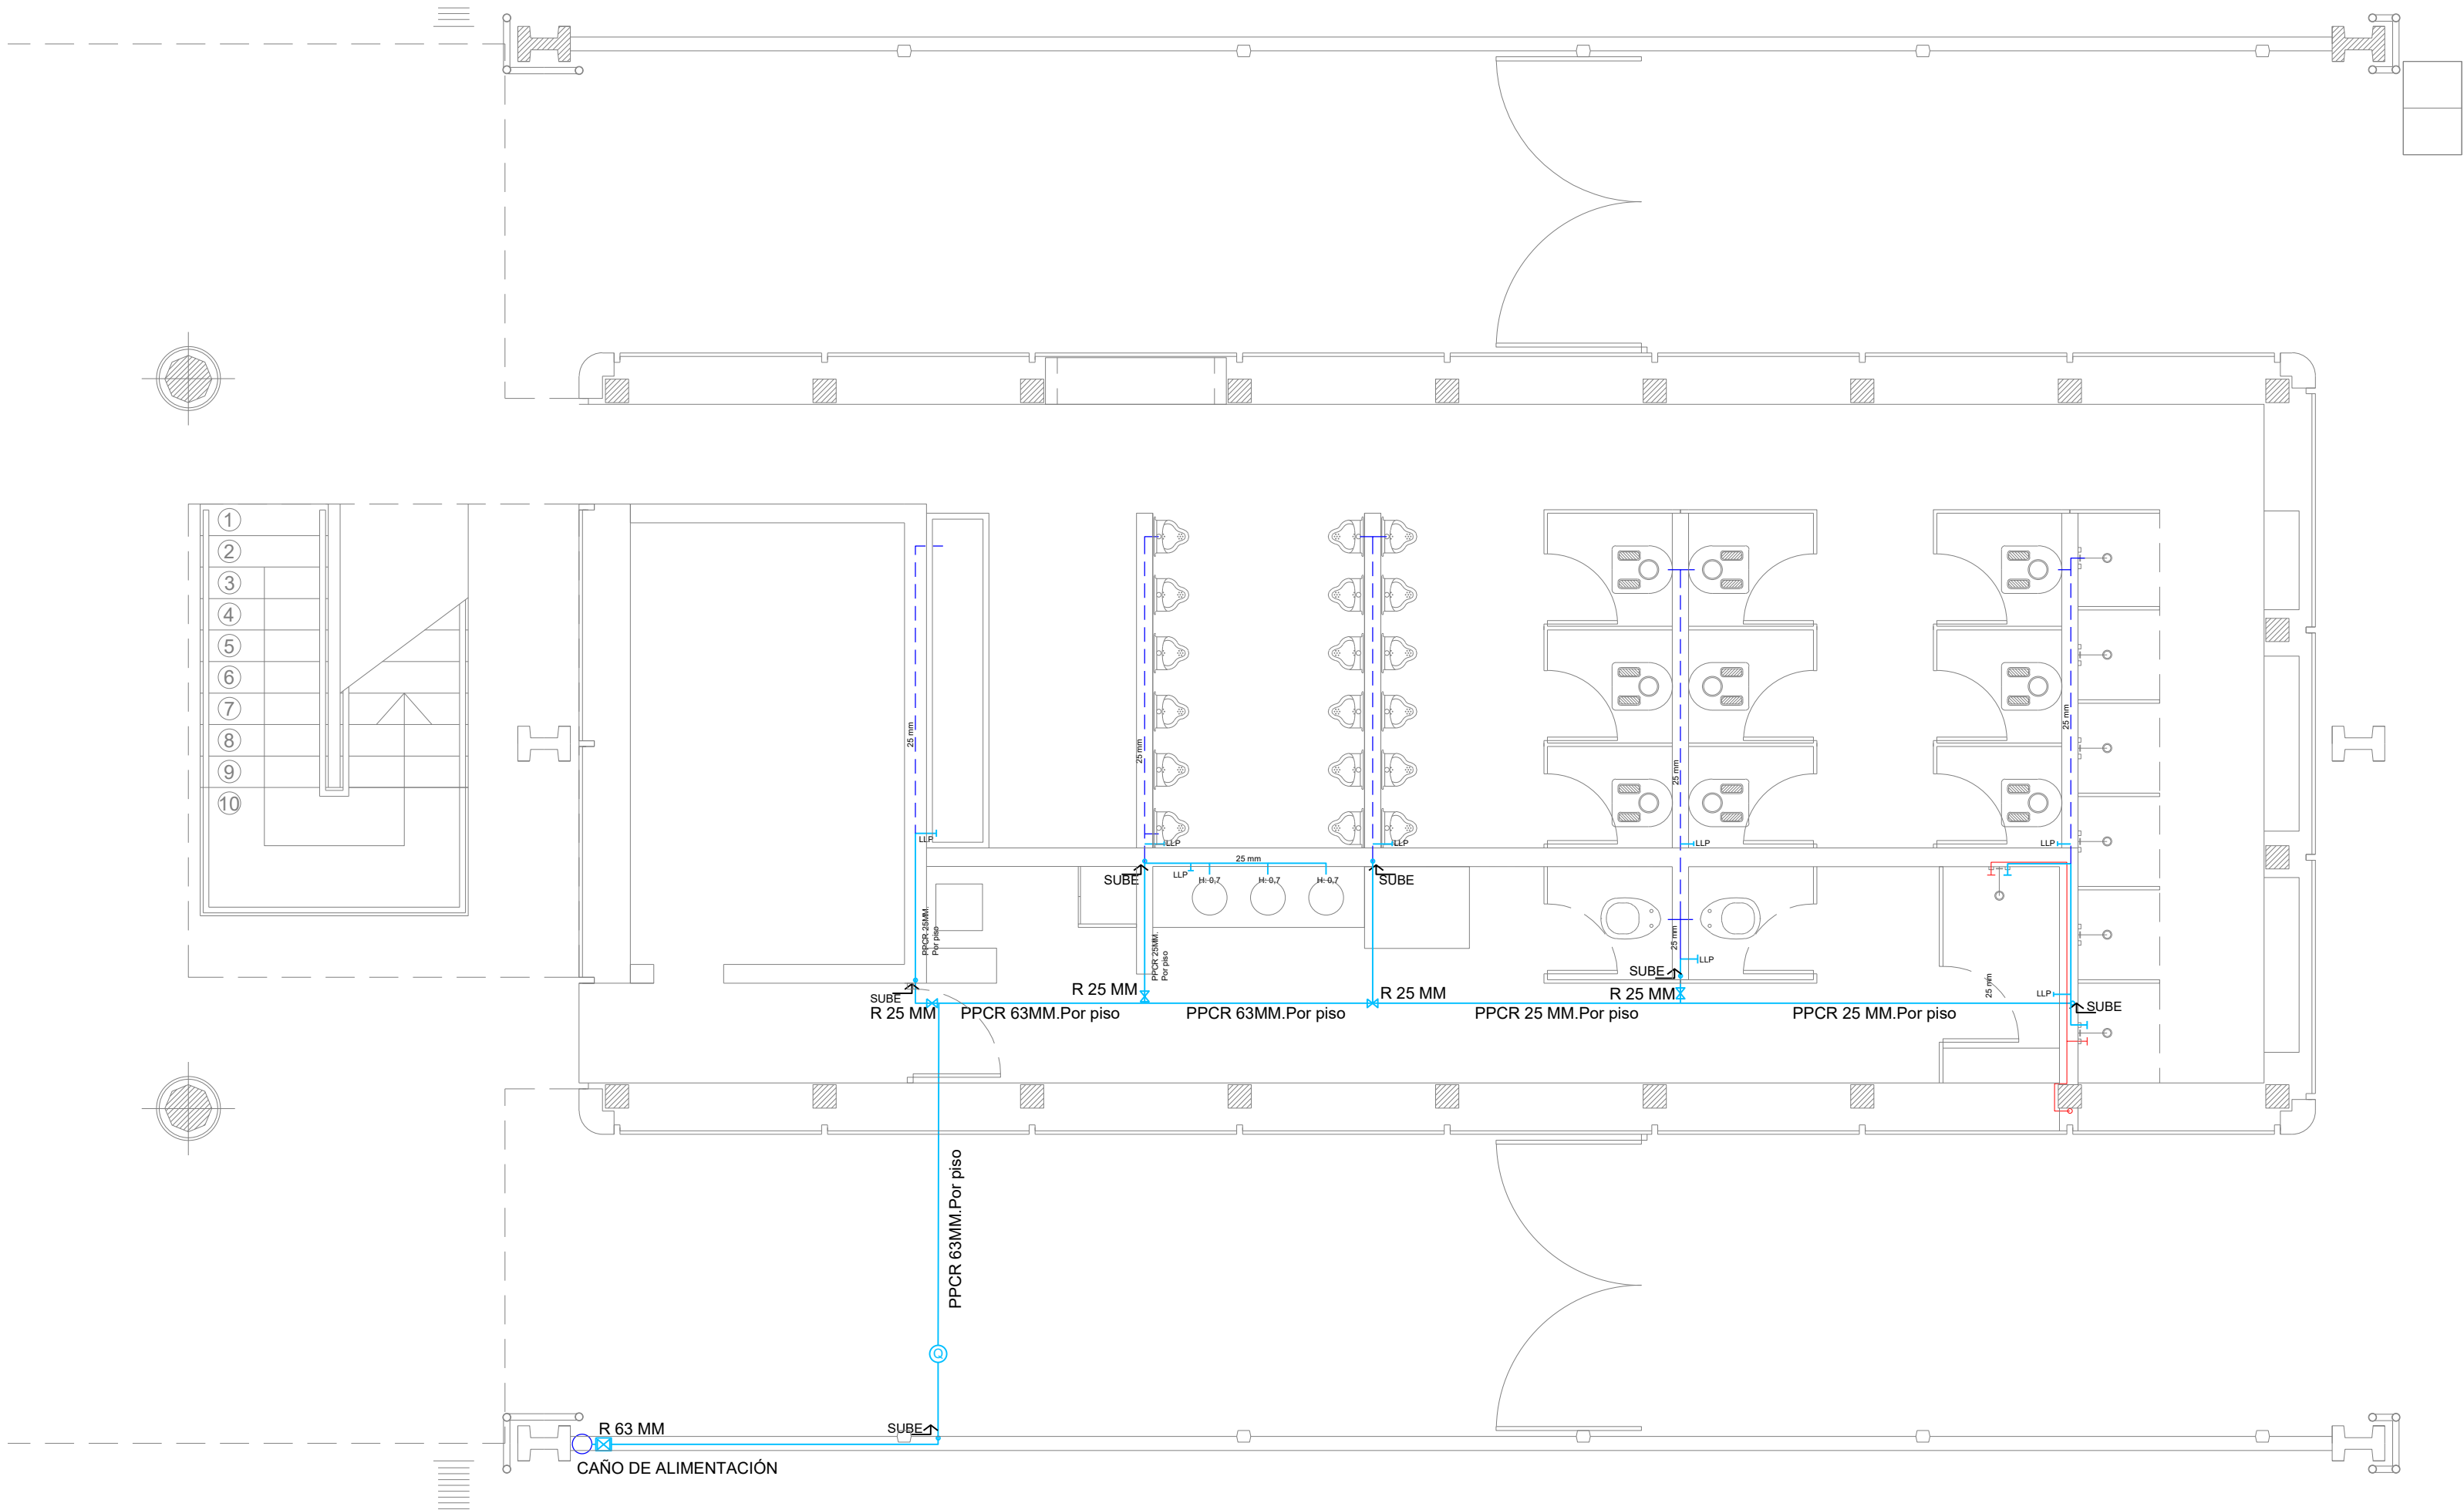 1
2
3
4
5
6
7
8
9
10
25 mm
25 mm
25 mm
25 mm
LLP
LLP
LLP
LLP
LLP
25 mm
LLP
SUBE
H: 0,7
H: 0,7
H: 0,7
SUBE
PPCR 25MM.
Por piso
PPCR 25MM.
Por piso
25 mm
LLP
SUBE
25 mm
LLP
SUBE
R 25 MM
R 25 MM
R 25 MM
SUBE
R 25 MM
PPCR 63MM.Por piso
PPCR 63MM.Por piso
PPCR 25 MM.Por piso
PPCR 25 MM.Por piso
PPCR 63MM.Por piso
Q
SUBE
R 63 MM
CAÑO DE ALIMENTACIÓN